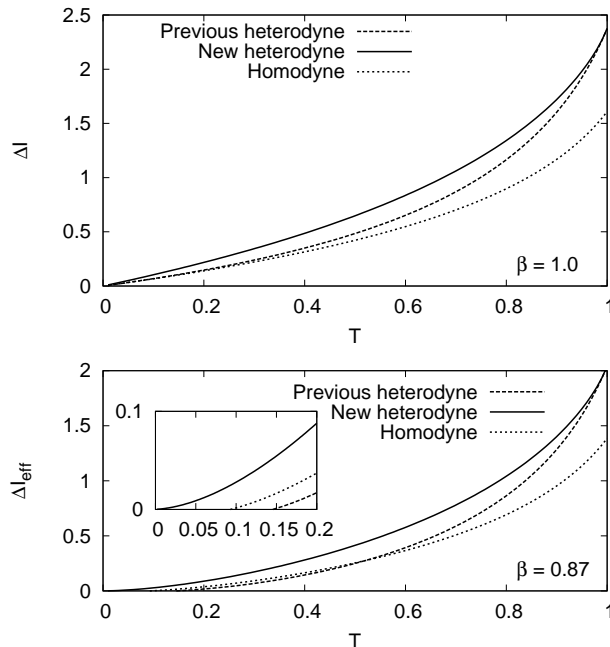 2.5
2
1.5
1
0.5
0
ΔI
Previous heterodyne
New heterodyne
Homodyne
β = 1.0
0 0.2 0.4 0.6 0.8 1
T
2
1.5
1
0.5
0
ΔI_eff
Previous heterodyne
New heterodyne
Homodyne
0.1
0
0 0.05 0.1 0.15 0.2
β = 0.87
0 0.2 0.4 0.6 0.8 1
T